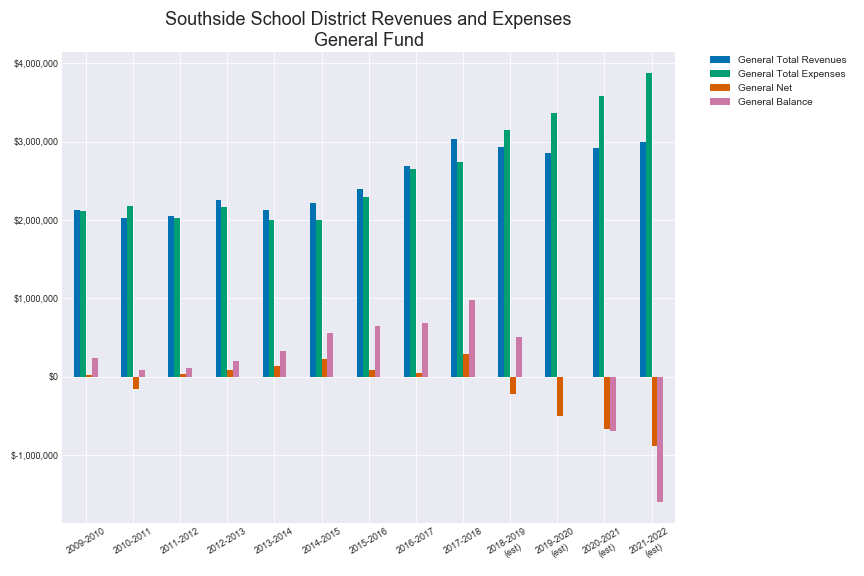 Southside School District Revenues and Expenses
General Fund
General Total Revenues
General Total Expenses
General Net
General Balance
$4,000,000
$3,000,000
$2,000,000
$1,000,000
$0
$-1,000,000
2009-2010
2010-2011
2011-2012
2012-2013
2013-2014
2014-2015
2015-2016
2016-2017
2017-2018
2018-2019
(est)
2019-2020
(est)
2020-2021
(est)
2021-2022
(est)